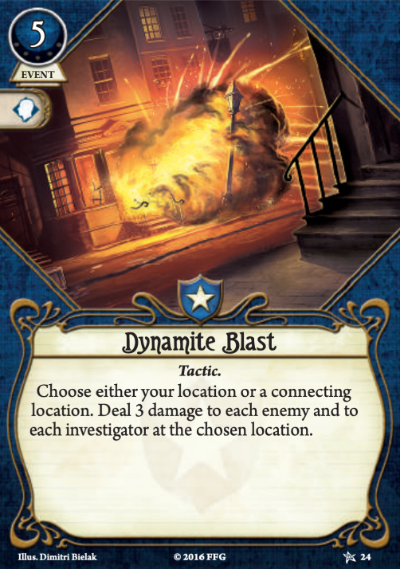 5
EVENT
Dynamite Blast
Tactic.
Choose either your location or a connecting
location. Deal 3 damage to each enemy and to
each investigator at the chosen location.
Illus. Dimitri Bielak
© 2016 FFG
24